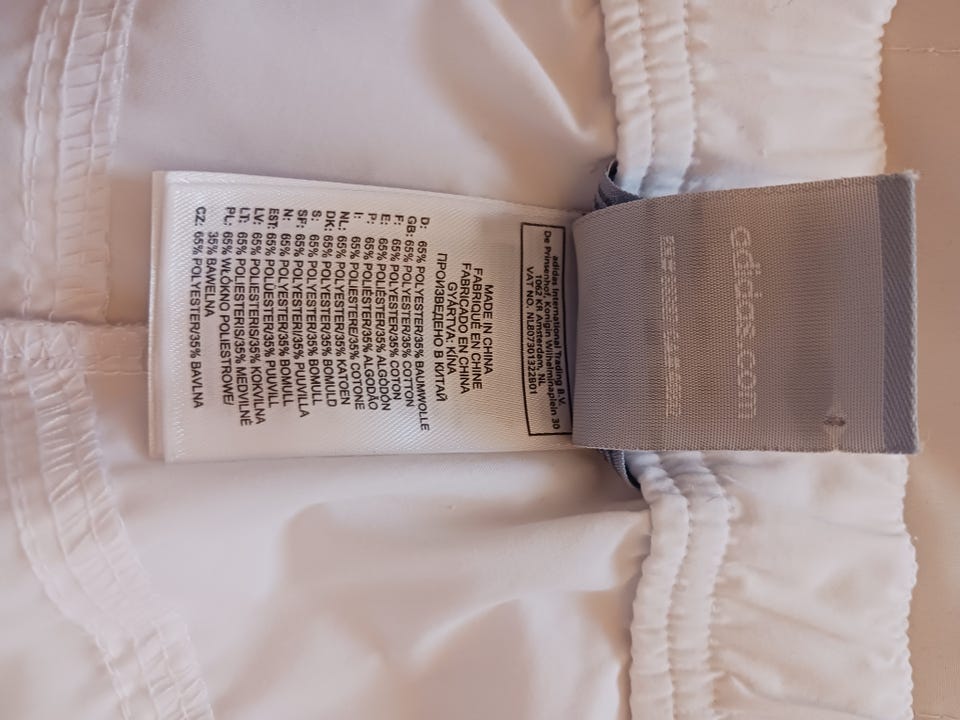 adidas.com
adidas International Trading B.V.
De Prinsenhof, Konigin Wilhelminaplein 30
1062 KR Amsterdam, NL
VAT NO. NL807301322B01
MADE IN CHINA
FABRIQUÉ EN CHINE
FABRICADO EN CHINA
GYÁRTVA: KÍNA
ПРОИЗВЕДЕНО В КИТАЙ
D: 65% POLYESTER/35% BAUMWOLLE
GB: 65% POLYESTER/35% COTTON
F: 65% POLYESTER/35% COTON
E: 65% POLIÉSTER/35% ALGODÓN
P: 65% POLIÉSTER/35% ALGODÃO
I: 65% POLIESTERE/35% COTONE
NL: 65% POLYESTER/35% KATOEN
DK: 65% POLYESTER/35% BOMULD
S: 65% POLYESTER/35% BOMULL
SF: 65% POLYESTER/35% PUUVILLA
N: 65% POLYESTER/35% BOMULL
EST: 65% POLÜESTER/35% PUUVILL
LV: 65% POLIESTERIS/35% KOKVILNA
LT: 65% POLIESTERIS/35% MEDVILNĖ
PL: 65% WŁÓKNO POLIESTROWE/
35% BAWEŁNA
CZ: 65% POLYESTER/35% BAVLNA